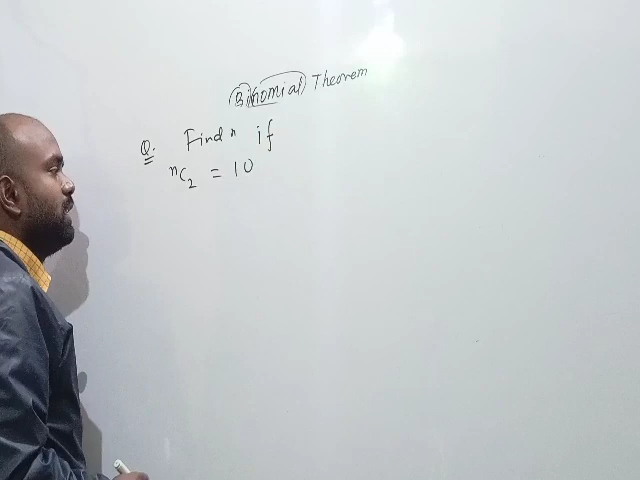 Binomial Theorem
Q. Find n if
ⁿC₂ = 10